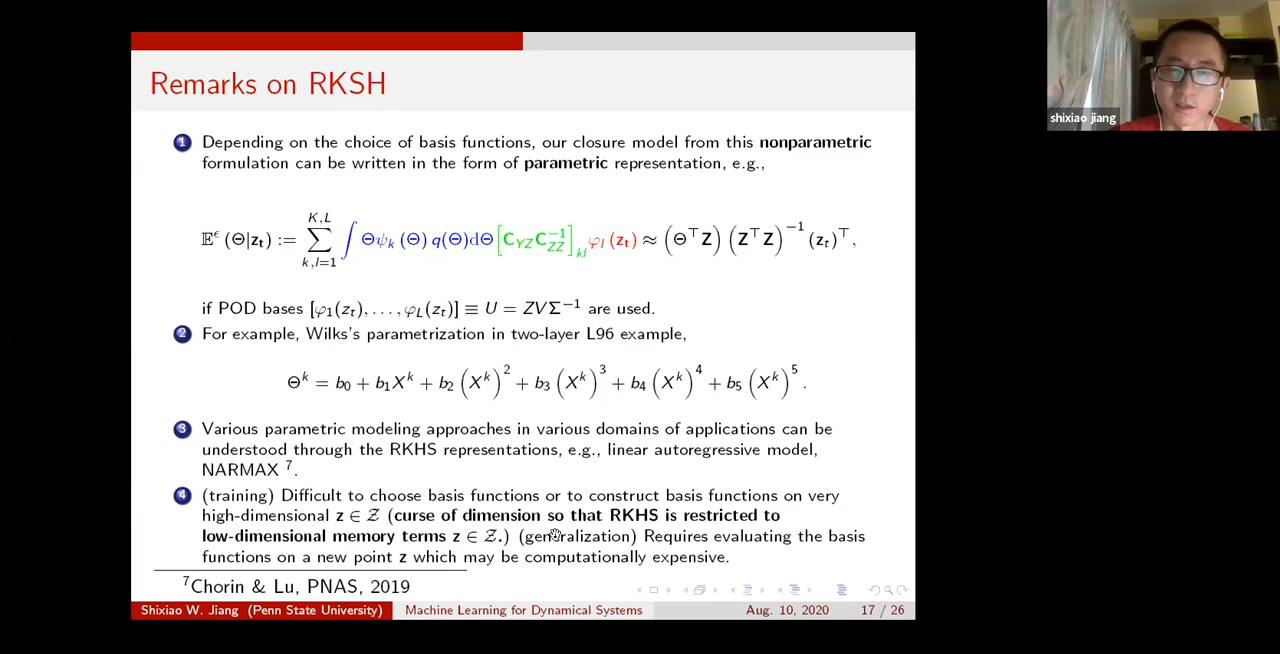 shixiao jiang
Remarks on RKSH
1 Depending on the choice of basis functions, our closure model from this nonparametric
formulation can be written in the form of parametric representation, e.g.,
𝔼^ϵ (Θ|z_t) := ∑_{k,l=1}^{K,L} ∫ Θψ_k (Θ) q(Θ)dΘ [C_{YZ} C_{ZZ}^{-1}]_{kl} φ_l (z_t) ≈ (Θ^⊤ Z) (Z^⊤ Z)^{-1} (z_t)^⊤,
if POD bases [φ_1(z_t), . . . , φ_L(z_t)] ≡ U = ZVΣ^{-1} are used.
2 For example, Wilks's parametrization in two-layer L96 example,
Θ^k = b_0 + b_1 X^k + b_2 (X^k)^2 + b_3 (X^k)^3 + b_4 (X^k)^4 + b_5 (X^k)^5 .
3 Various parametric modeling approaches in various domains of applications can be
understood through the RKHS representations, e.g., linear autoregressive model,
NARMAX 7.
4 (training) Difficult to choose basis functions or to construct basis functions on very
high-dimensional z ∈ 𝒵 (curse of dimension so that RKHS is restricted to
low-dimensional memory terms z ∈ 𝒵.) (generalization) Requires evaluating the basis
functions on a new point z which may be computationally expensive.
7 Chorin & Lu, PNAS, 2019
Shixiao W. Jiang (Penn State University) Machine Learning for Dynamical Systems Aug. 10, 2020 17 / 26